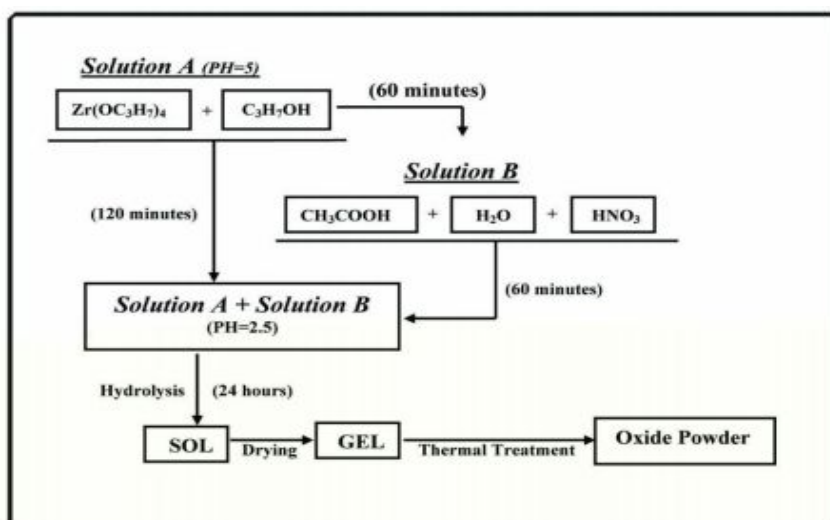 Solution A (PH=5)
Zr(OC₃H₇)₄ + C₃H₇OH
(60 minutes)
Solution B
(120 minutes)
CH₃COOH + H₂O + HNO₃
Solution A + Solution B
(PH=2.5)
(60 minutes)
Hydrolysis (24 hours)
SOL Drying GEL Thermal Treatment Oxide Powder